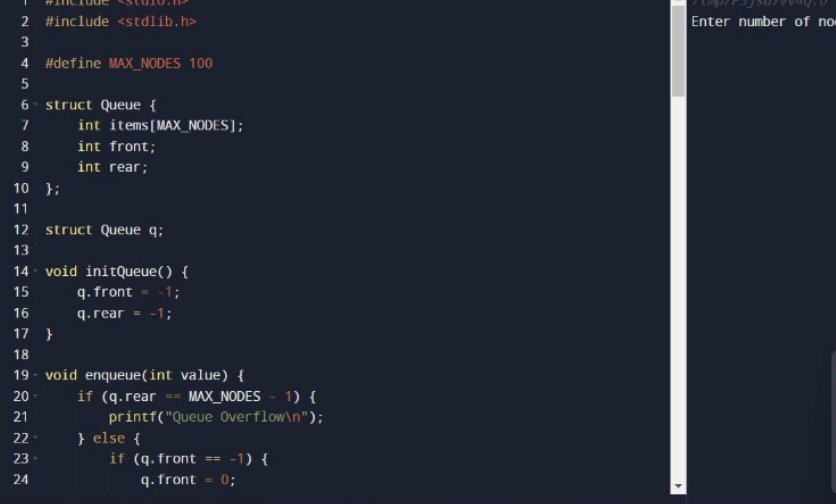 1 #include <stdio.h>
2 #include <stdlib.h>
3
4 #define MAX_NODES 100
5
6 struct Queue {
7 int items[MAX_NODES];
8 int front;
9 int rear;
10 };
11
12 struct Queue q;
13
14 void initQueue() {
15 q.front = -1;
16 q.rear = -1;
17 }
18
19 void enqueue(int value) {
20 if (q.rear == MAX_NODES - 1) {
21 printf("Queue Overflow\n");
22 } else {
23 if (q.front == -1) {
24 q.front = 0;
Enter number of